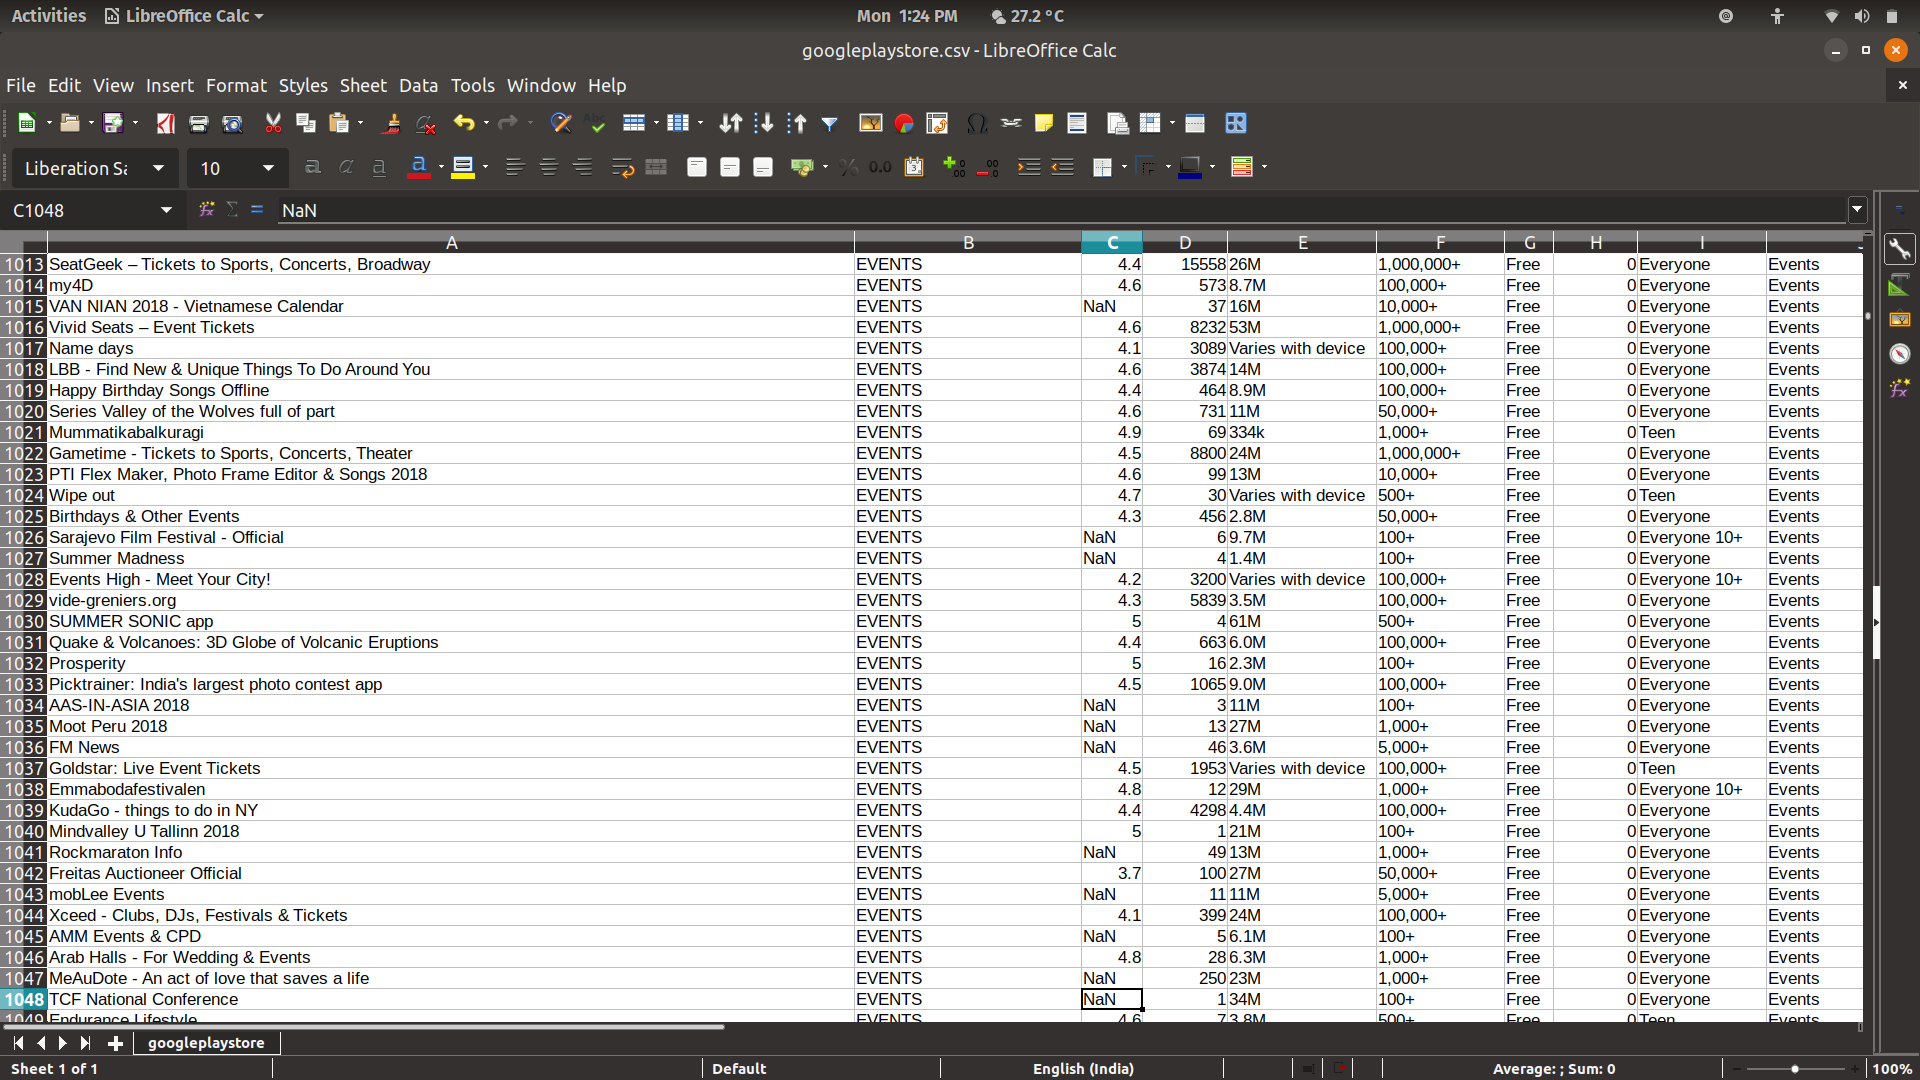 Activities LibreOffice Calc Mon 1:24 PM 27.2 °C
googleplaystore.csv - LibreOffice Calc
File Edit View Insert Format Styles Sheet Data Tools Window Help
Liberation Sa 10
C1048 NaN
A B C D E F G H I
1013 SeatGeek – Tickets to Sports, Concerts, Broadway EVENTS 4.4 15558 26M 1,000,000+ Free 0 Everyone Events
1014 my4D EVENTS 4.6 573 8.7M 100,000+ Free 0 Everyone Events
1015 VAN NIAN 2018 - Vietnamese Calendar EVENTS NaN 37 16M 10,000+ Free 0 Everyone Events
1016 Vivid Seats – Event Tickets EVENTS 4.6 8232 53M 1,000,000+ Free 0 Everyone Events
1017 Name days EVENTS 4.1 3089 Varies with device 100,000+ Free 0 Everyone Events
1018 LBB - Find New & Unique Things To Do Around You EVENTS 4.6 3874 14M 100,000+ Free 0 Everyone Events
1019 Happy Birthday Songs Offline EVENTS 4.4 464 8.9M 100,000+ Free 0 Everyone Events
1020 Series Valley of the Wolves full of part EVENTS 4.6 731 11M 50,000+ Free 0 Everyone Events
1021 Mummatikabalkuragi EVENTS 4.9 69 334k 1,000+ Free 0 Teen Events
1022 Gametime - Tickets to Sports, Concerts, Theater EVENTS 4.5 8800 24M 1,000,000+ Free 0 Everyone Events
1023 PTI Flex Maker, Photo Frame Editor & Songs 2018 EVENTS 4.6 99 13M 10,000+ Free 0 Everyone Events
1024 Wipe out EVENTS 4.7 30 Varies with device 500+ Free 0 Teen Events
1025 Birthdays & Other Events EVENTS 4.3 456 2.8M 50,000+ Free 0 Everyone Events
1026 Sarajevo Film Festival - Official EVENTS NaN 6 9.7M 100+ Free 0 Everyone 10+ Events
1027 Summer Madness EVENTS NaN 4 1.4M 100+ Free 0 Everyone Events
1028 Events High - Meet Your City! EVENTS 4.2 3200 Varies with device 100,000+ Free 0 Everyone 10+ Events
1029 vide-greniers.org EVENTS 4.3 5839 3.5M 100,000+ Free 0 Everyone Events
1030 SUMMER SONIC app EVENTS 5 4 61M 500+ Free 0 Everyone Events
1031 Quake & Volcanoes: 3D Globe of Volcanic Eruptions EVENTS 4.4 663 6.0M 100,000+ Free 0 Everyone Events
1032 Prosperity EVENTS 5 16 2.3M 100+ Free 0 Everyone Events
1033 Picktrainer: India's largest photo contest app EVENTS 4.5 1065 9.0M 100,000+ Free 0 Everyone Events
1034 AAS-IN-ASIA 2018 EVENTS NaN 3 11M 100+ Free 0 Everyone Events
1035 Moot Peru 2018 EVENTS NaN 13 27M 1,000+ Free 0 Everyone Events
1036 FM News EVENTS NaN 46 3.6M 5,000+ Free 0 Everyone Events
1037 Goldstar: Live Event Tickets EVENTS 4.5 1953 Varies with device 100,000+ Free 0 Teen Events
1038 Emmabodafestivalen EVENTS 4.8 12 29M 1,000+ Free 0 Everyone 10+ Events
1039 KudaGo - things to do in NY EVENTS 4.4 4298 4.4M 100,000+ Free 0 Everyone Events
1040 Mindvalley U Tallinn 2018 EVENTS 5 1 21M 100+ Free 0 Everyone Events
1041 Rockmaraton Info EVENTS NaN 49 13M 1,000+ Free 0 Everyone Events
1042 Freitas Auctioneer Official EVENTS 3.7 100 27M 50,000+ Free 0 Everyone Events
1043 mobLee Events EVENTS NaN 11 11M 5,000+ Free 0 Everyone Events
1044 Xceed - Clubs, DJs, Festivals & Tickets EVENTS 4.1 399 24M 100,000+ Free 0 Everyone Events
1045 AMM Events & CPD EVENTS NaN 5 6.1M 100+ Free 0 Everyone Events
1046 Arab Halls - For Wedding & Events EVENTS 4.8 28 6.3M 1,000+ Free 0 Everyone Events
1047 MeAuDote - An act of love that saves a life EVENTS NaN 250 23M 1,000+ Free 0 Everyone Events
1048 TCF National Conference EVENTS NaN 1 34M 100+ Free 0 Everyone Events
1049 Endurance Lifestyle EVENTS 4.6 7 3.8M 500+ Free 0 Teen Events
googleplaystore
Sheet 1 of 1 Default English (India) Average: ; Sum: 0 100%